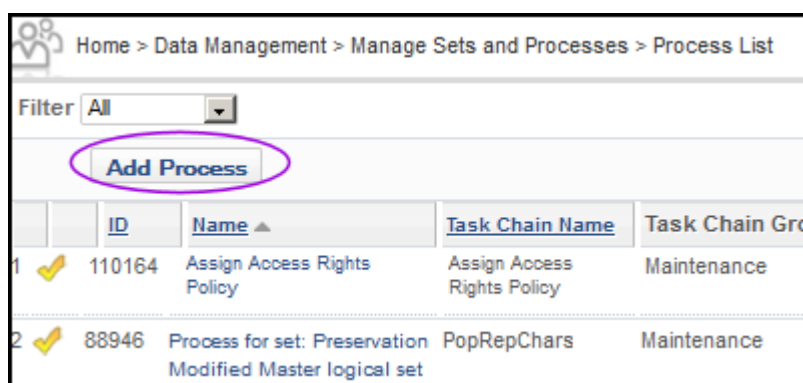 Home > Data Management > Manage Sets and Processes > Process List
Filter All
Add Process
ID Name Task Chain Name Task Chain Gro
1 110164 Assign Access Rights Policy Assign Access Rights Policy Maintenance
2 88946 Process for set: Preservation Modified Master logical set PopRepChars Maintenance